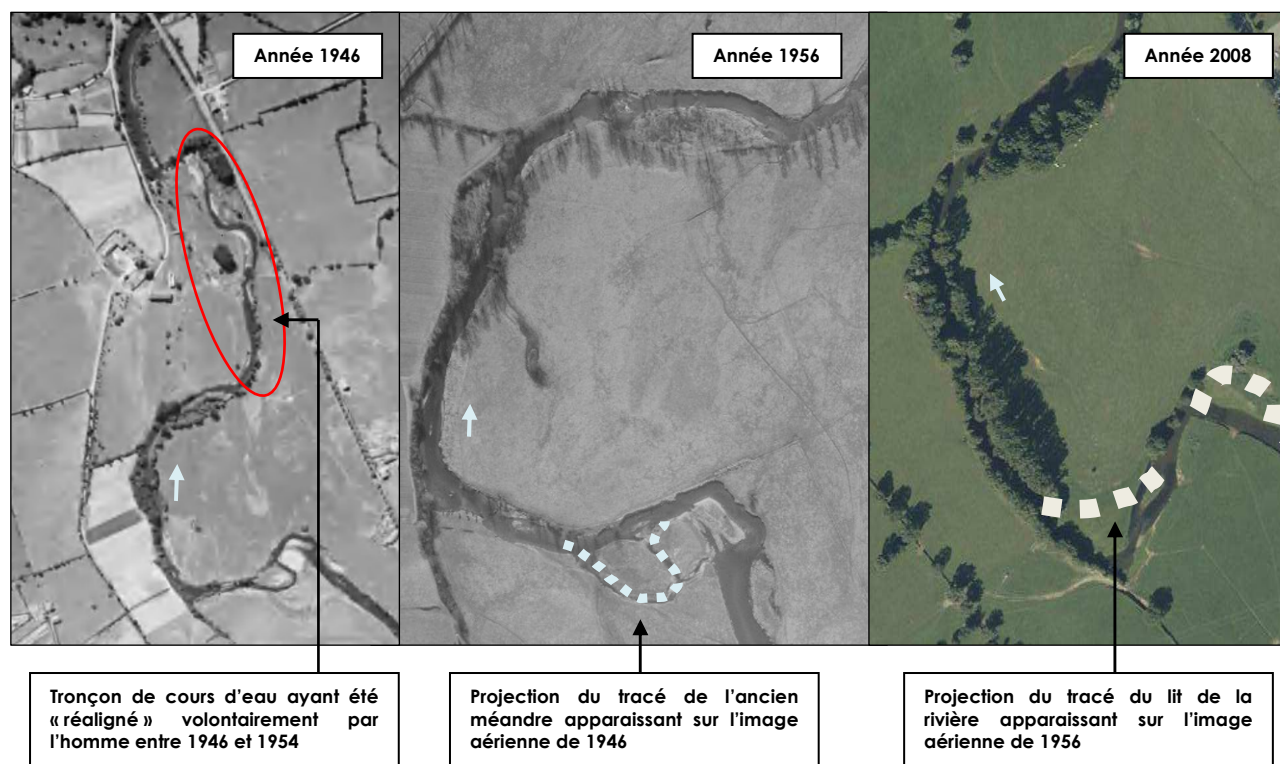 Année 1946
Année 1956
Année 2008
Tronçon de cours d’eau ayant été
« réaligné » volontairement par
l’homme entre 1946 et 1954
Projection du tracé de l’ancien
méandre apparaissant sur l’image
aérienne de 1946
Projection du tracé du lit de la
rivière apparaissant sur l’image
aérienne de 1956